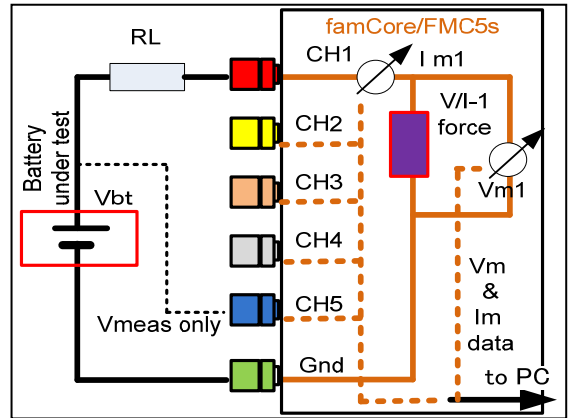 famCore/FMC5s
RL
CH1
I m1
V/I-1
force
CH2
Vm1
Battery
under test
CH3
Vbt
CH4
Vm
&
Im
data
CH5
Vmeas only
Gnd
to PC